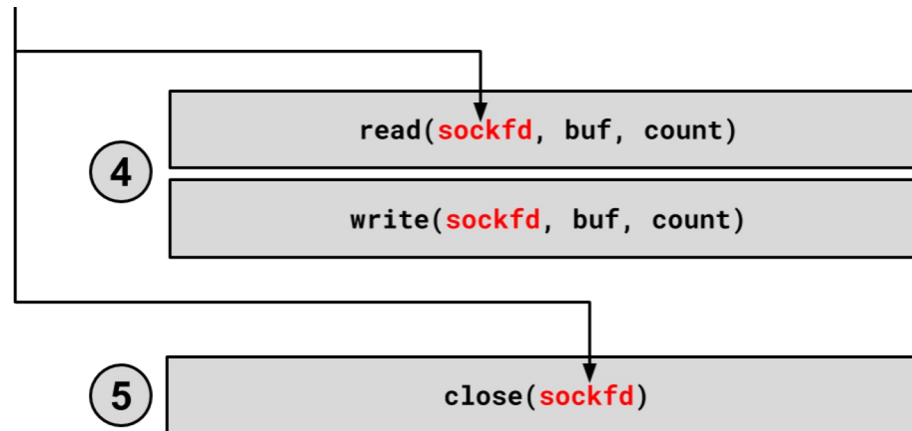 read(sockfd, buf, count)
4
write(sockfd, buf, count)
5
close(sockfd)